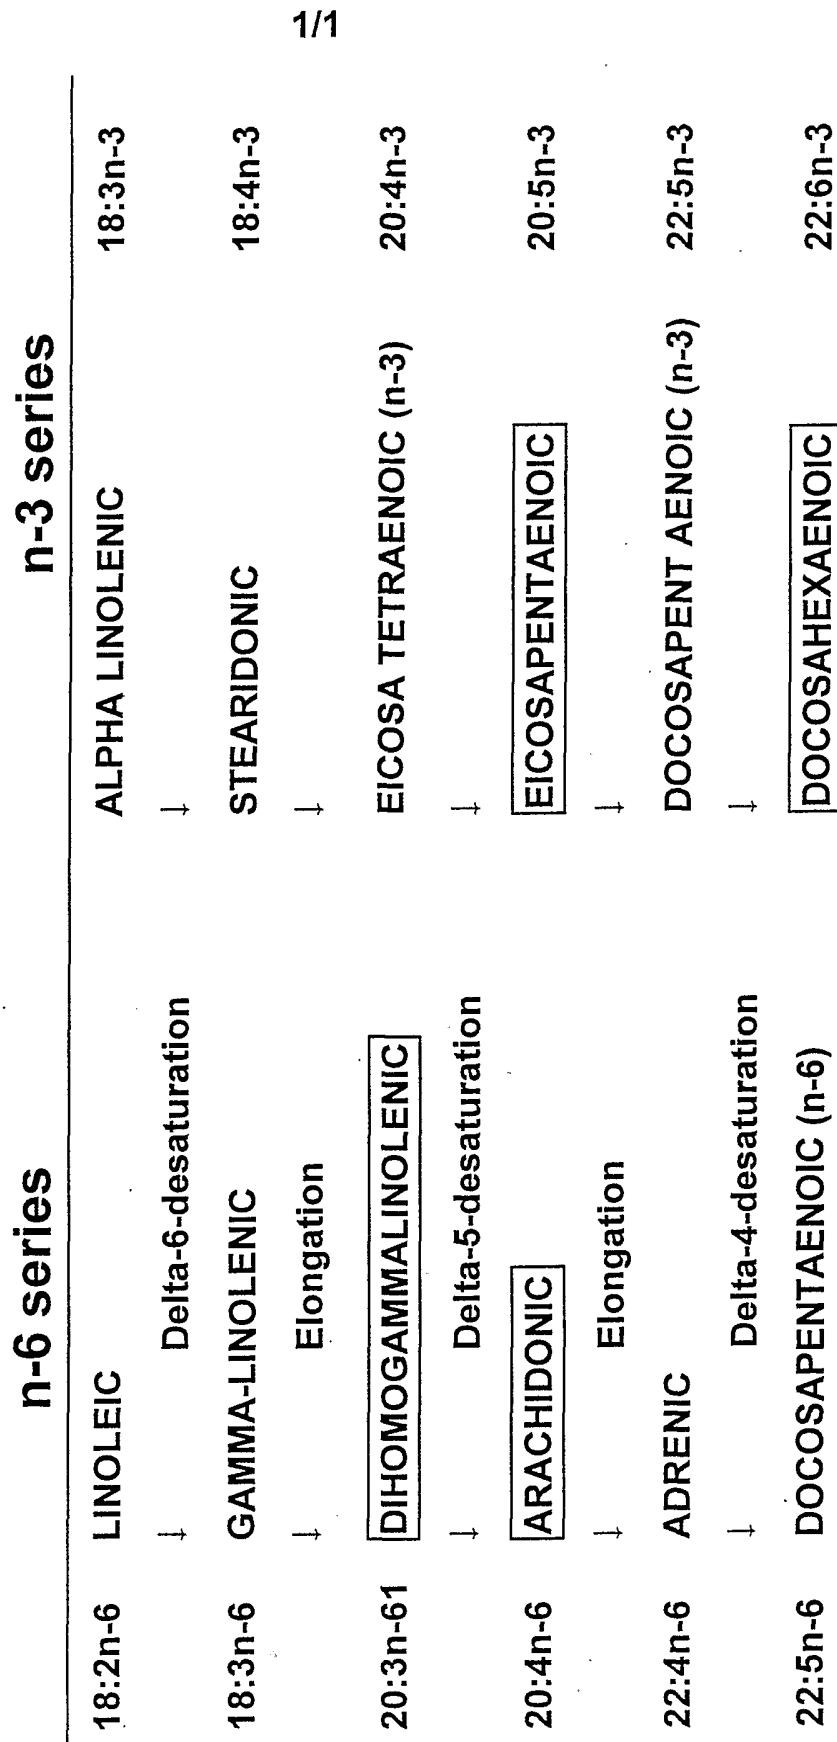 1/1
n-6 series n-3 series
18:2n-6 LINOLEIC ALPHA LINOLENIC 18:3n-3
↓ Delta-6-desaturation ↓
18:3n-6 GAMMA-LINOLENIC STEARIDONIC 18:4n-3
↓ Elongation ↓
20:3n-61 DIHOMOGAMMALINOLENIC EICOSA TETRAENOIC (n-3) 20:4n-3
↓ Delta-5-desaturation ↓
20:4n-6 ARACHIDONIC EICOSAPENTAENOIC 20:5n-3
↓ Elongation ↓
22:4n-6 ADRENIC DOCOSAPENT AENOIC (n-3) 22:5n-3
↓ Delta-4-desaturation ↓
22:5n-6 DOCOSAPENTAENOIC (n-6) DOCOSAHEXAENOIC 22:6n-3